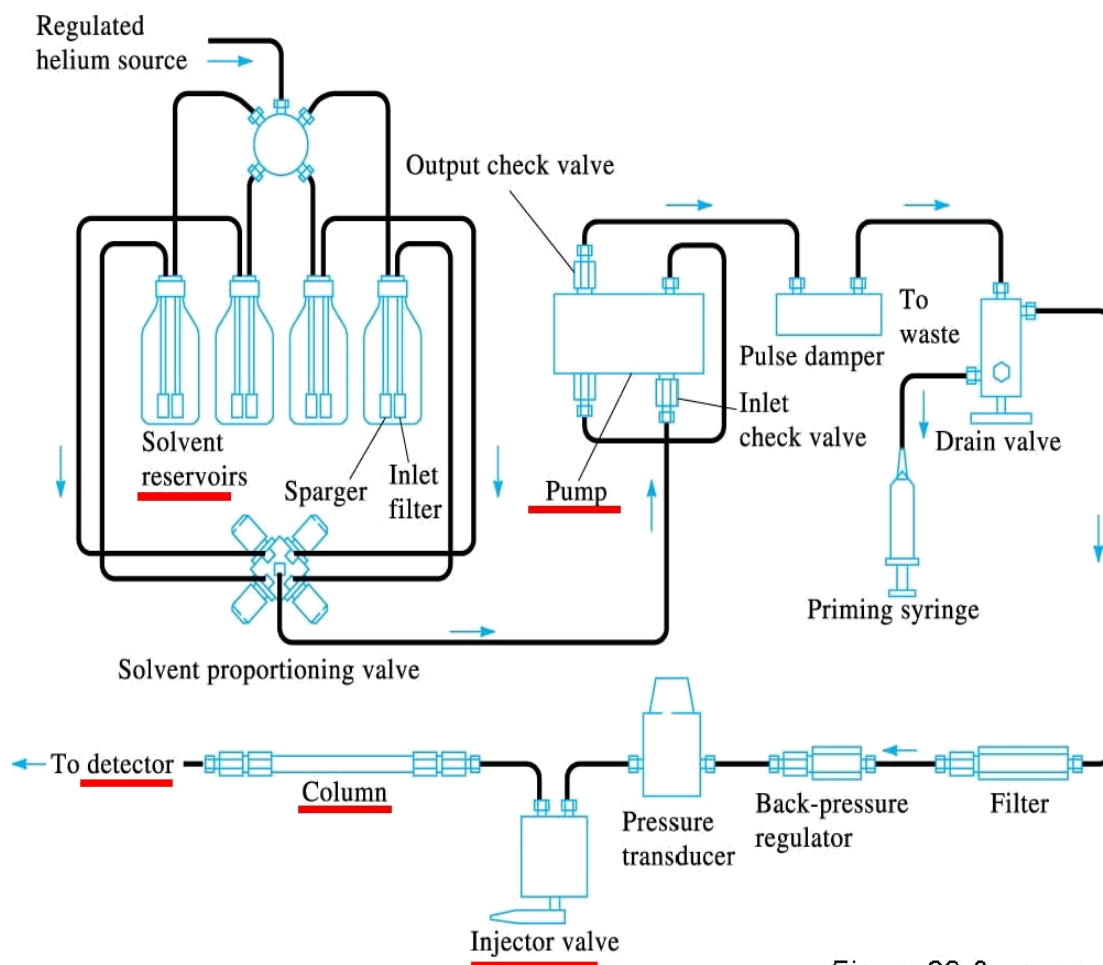 Regulated
helium source
Output check valve
To
waste
Pulse damper
Inlet
check valve
Drain valve
Solvent
reservoirs
Sparger
Inlet
filter
Pump
Priming syringe
Solvent proportioning valve
To detector
Column
Pressure
transducer
Back-pressure
regulator
Filter
Injector valve